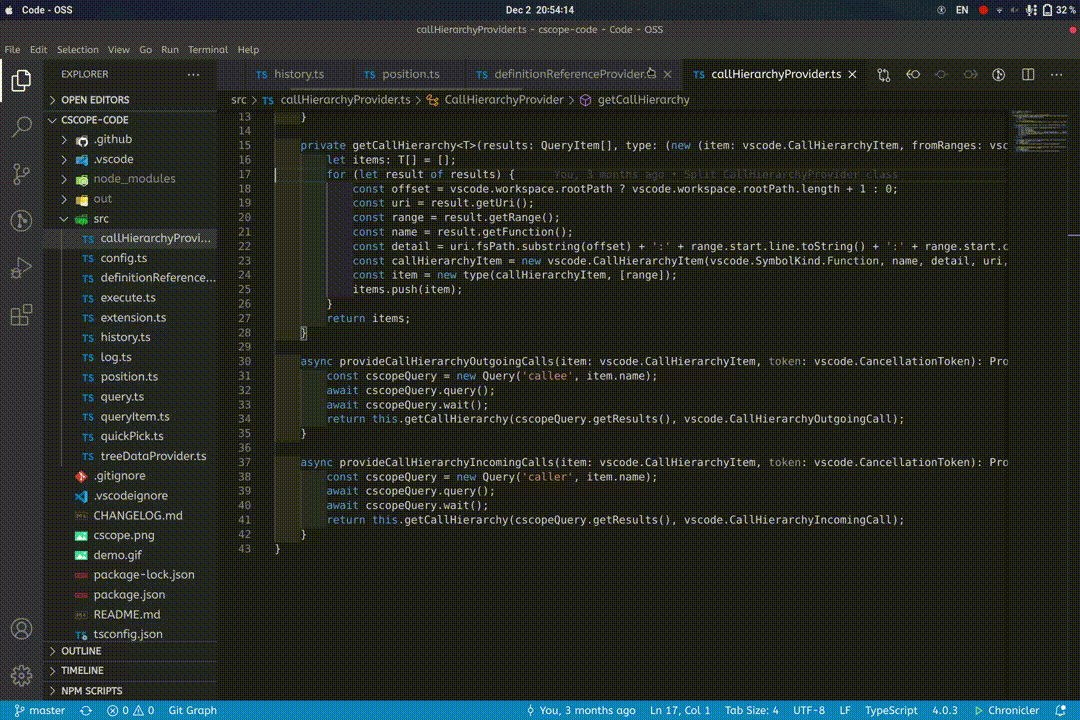 Code - OSS
Dec 2 20:54:14
EN
32 %
callHierarchyProvider.ts - cscope-code - Code - OSS
File Edit Selection View Go Run Terminal Help
EXPLORER
TS history.ts
TS position.ts
TS definitionReferenceProvider.
TS callHierarchyProvider.ts
src > TS callHierarchyProvider.ts > CallHierarchyProvider > getCallHierarchy
OPEN EDITORS
CSCOPE-CODE
.github
.vscode
node_modules
out
src
TS callHierarchyProvi...
TS config.ts
TS definitionReference...
TS execute.ts
TS extension.ts
TS history.ts
TS log.ts
TS position.ts
TS query.ts
TS queryItem.ts
TS quickPick.ts
TS treeDataProvider.ts
.gitignore
.vscodeignore
CHANGELOG.md
cscope.png
demo.gif
package-lock.json
package.json
README.md
tsconfig.json
OUTLINE
TIMELINE
NPM SCRIPTS
13 }
14
15 private getCallHierarchy<T>(results: QueryItem[], type: (new (item: vscode.CallHierarchyItem, fromRanges: vsc
16 let items: T[] = [];
17 for (let result of results) { You, 3 months ago • Split CallHierarchyProvider class
18 const offset = vscode.workspace.rootPath ? vscode.workspace.rootPath.length + 1 : 0;
19 const uri = result.getUri();
20 const range = result.getRange();
21 const name = result.getFunction();
22 const detail = uri.fsPath.substring(offset) + ':' + range.start.line.toString() + ':' + range.start.c
23 const callHierarchyItem = new vscode.CallHierarchyItem(vscode.SymbolKind.Function, name, detail, uri,
24 const item = new type(callHierarchyItem, [range]);
25 items.push(item);
26 }
27 return items;
28 }
29
30 async provideCallHierarchyOutgoingCalls(item: vscode.CallHierarchyItem, token: vscode.CancellationToken): Pro
31 const cscopeQuery = new Query('callee', item.name);
32 await cscopeQuery.query();
33 await cscopeQuery.wait();
34 return this.getCallHierarchy(cscopeQuery.getResults(), vscode.CallHierarchyOutgoingCall);
35 }
36
37 async provideCallHierarchyIncomingCalls(item: vscode.CallHierarchyItem, token: vscode.CancellationToken): Pro
38 const cscopeQuery = new Query('caller', item.name);
39 await cscopeQuery.query();
40 await cscopeQuery.wait();
41 return this.getCallHierarchy(cscopeQuery.getResults(), vscode.CallHierarchyIncomingCall);
42 }
43 }
master 0 0 Git Graph You, 3 months ago Ln 17, Col 1 Tab Size: 4 UTF-8 LF TypeScript 4.0.3 Chronicler